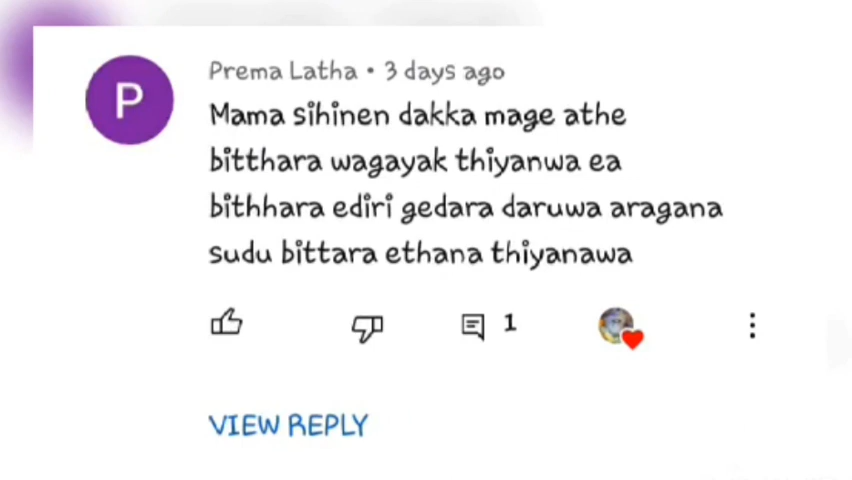 P
Prema Latha • 3 days ago
Mama sihinen dakka mage athe
bitthara wagayak thiyanwa ea
bithhara ediri gedara daruwa aragana
sudu bittara ethana thiyanawa
1
VIEW REPLY